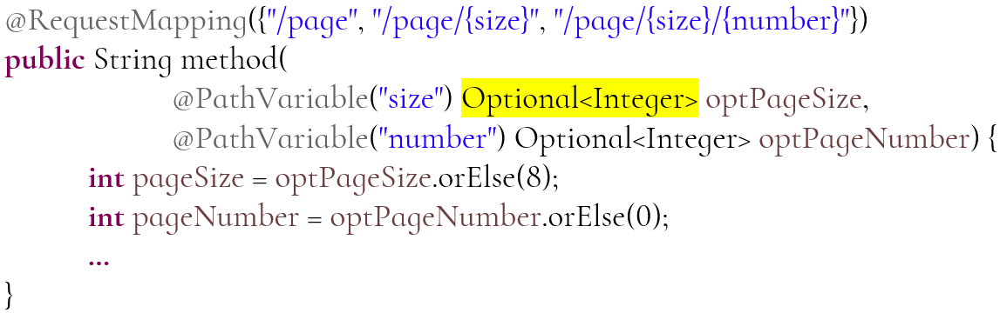 @RequestMapping({"/page", "/page/{size}", "/page/{size}/{number}"})
public String method(
@PathVariable("size") Optional<Integer> optPageSize,
@PathVariable("number") Optional<Integer> optPageNumber) {
int pageSize = optPageSize.orElse(8);
int pageNumber = optPageNumber.orElse(0);
...
}